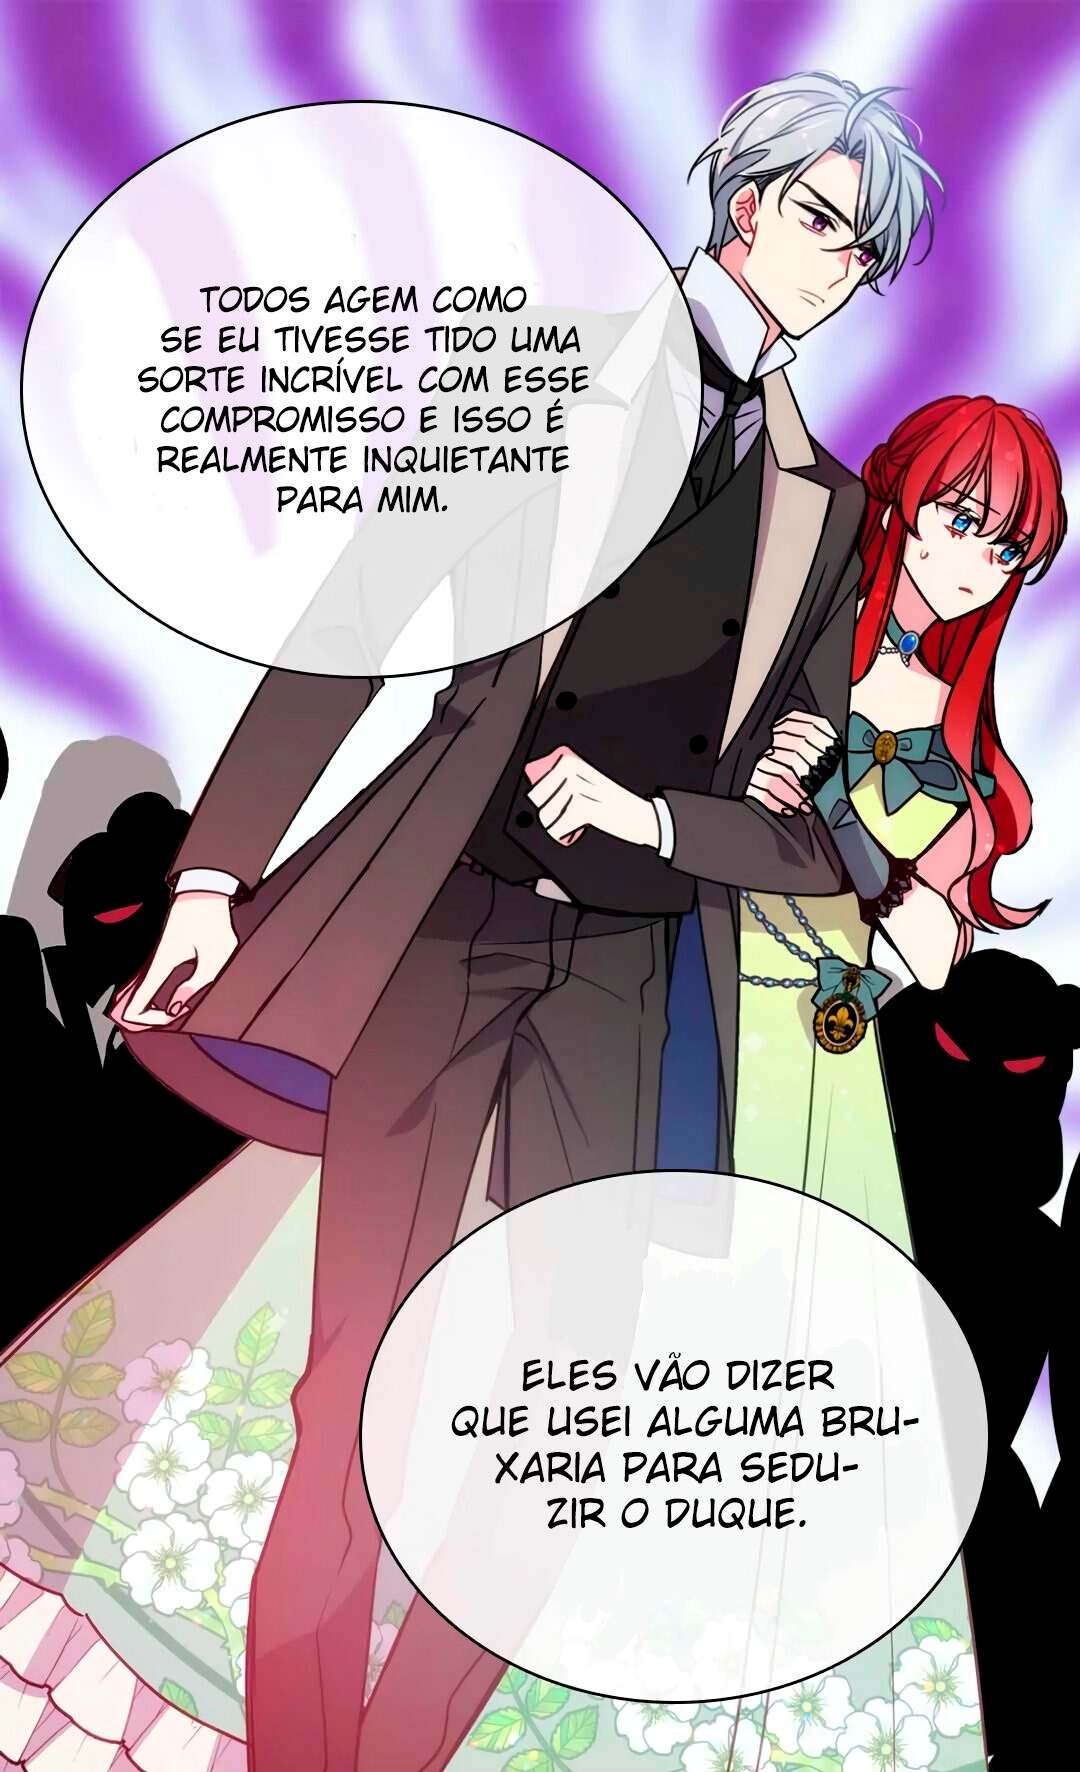 TODOS AGEM COMO
SE EU TIVESSE TIDO UMA
SORTE INCRÍVEL COM ESSE
COMPROMISSO E ISSO É
REALMENTE INQUIETANTE
PARA MIM.
ELES VÃO DIZER
QUE USEI ALGUMA BRU-
XARIA PARA SEDU-
ZIR O DUQUE.